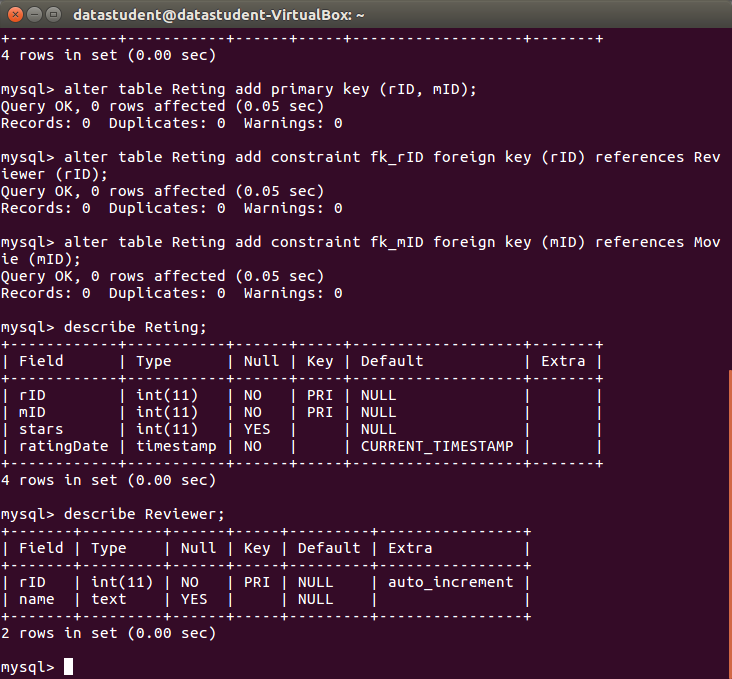 datastudent@datastudent-VirtualBox: ~
+------------+-----------+------+-----+-------------------+-------+
4 rows in set (0.00 sec)

mysql> alter table Reting add primary key (rID, mID);
Query OK, 0 rows affected (0.05 sec)
Records: 0  Duplicates: 0  Warnings: 0

mysql> alter table Reting add constraint fk_rID foreign key (rID) references Rev
iewer (rID);
Query OK, 0 rows affected (0.05 sec)
Records: 0  Duplicates: 0  Warnings: 0

mysql> alter table Reting add constraint fk_mID foreign key (mID) references Mov
ie (mID);
Query OK, 0 rows affected (0.05 sec)
Records: 0  Duplicates: 0  Warnings: 0

mysql> describe Reting;
+------------+-----------+------+-----+-------------------+-------+
| Field      | Type      | Null | Key | Default           | Extra |
+------------+-----------+------+-----+-------------------+-------+
| rID        | int(11)   | NO   | PRI | NULL              |       |
| mID        | int(11)   | NO   | PRI | NULL              |       |
| stars      | int(11)   | YES  |     | NULL              |       |
| ratingDate | timestamp | NO   |     | CURRENT_TIMESTAMP |       |
+------------+-----------+------+-----+-------------------+-------+
4 rows in set (0.00 sec)

mysql> describe Reviewer;
+-------+---------+------+-----+---------+----------------+
| Field | Type    | Null | Key | Default | Extra          |
+-------+---------+------+-----+---------+----------------+
| rID   | int(11) | NO   | PRI | NULL    | auto_increment |
| name  | text    | YES  |     | NULL    |                |
+-------+---------+------+-----+---------+----------------+
2 rows in set (0.00 sec)

mysql>